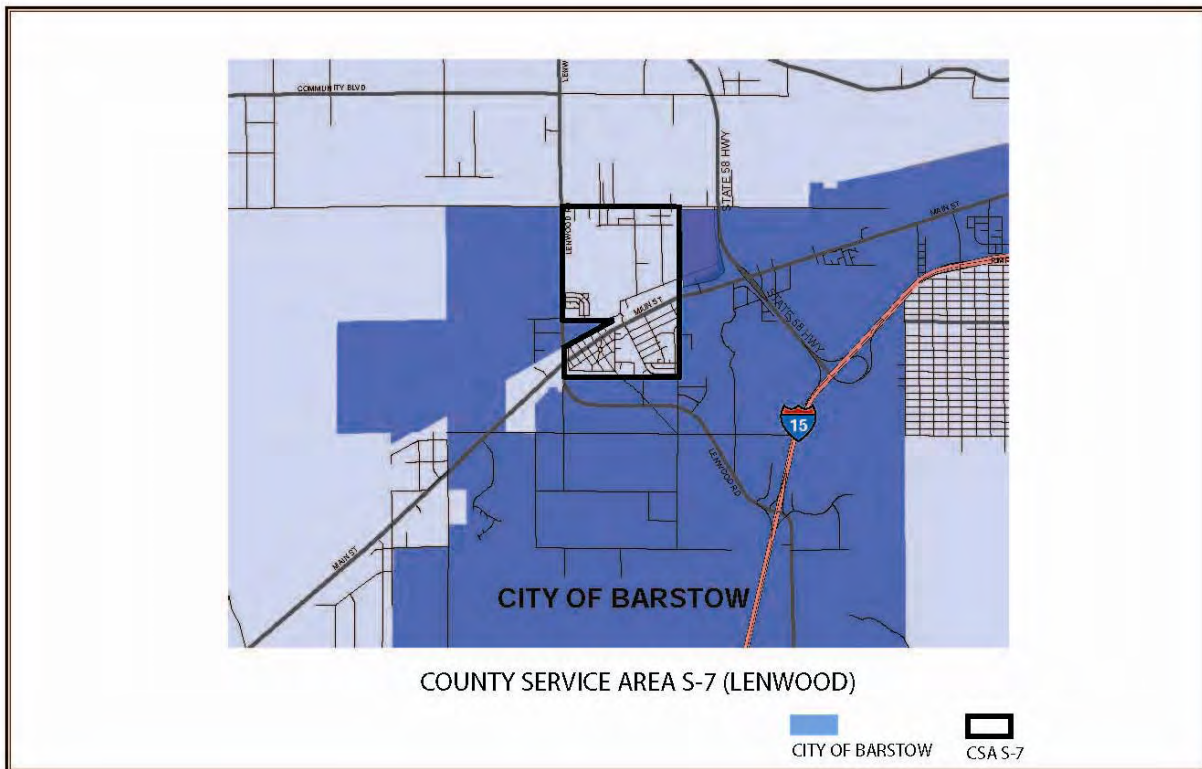 COMMUNITY BLVD
LENW
STATE 58 HWY
MAIN ST
LENWOOD R
MAIN ST
STATE 58 HWY
15
LENWOOD RD
MAIN ST
CITY OF BARSTOW
COUNTY SERVICE AREA S-7 (LENWOOD)
CITY OF BARSTOW
CSA S-7